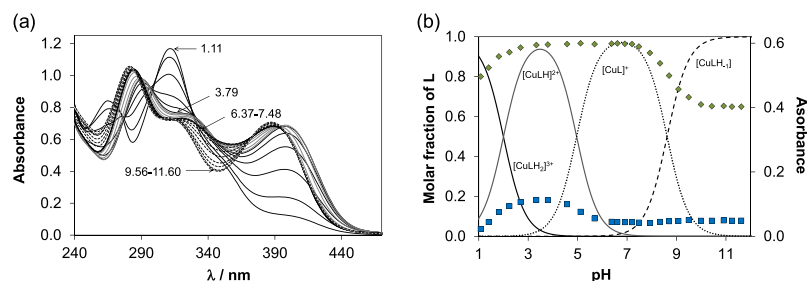 (a)
Absorbance
1.2
1.0
0.8
0.6
0.4
0.2
0.0
240
290
340
390
440
λ / nm
1.11
3.79
6.37-7.48
9.56-11.60
(b)
Molar fraction of L
1.0
0.8
0.6
0.4
0.2
0.0
1
3
5
7
9
11
pH
0.6
0.4
0.2
0.0
Asorbance
[CuLH]²⁺
[CuL]⁺
[CuLH₋₁]
[CuLH₂]³⁺